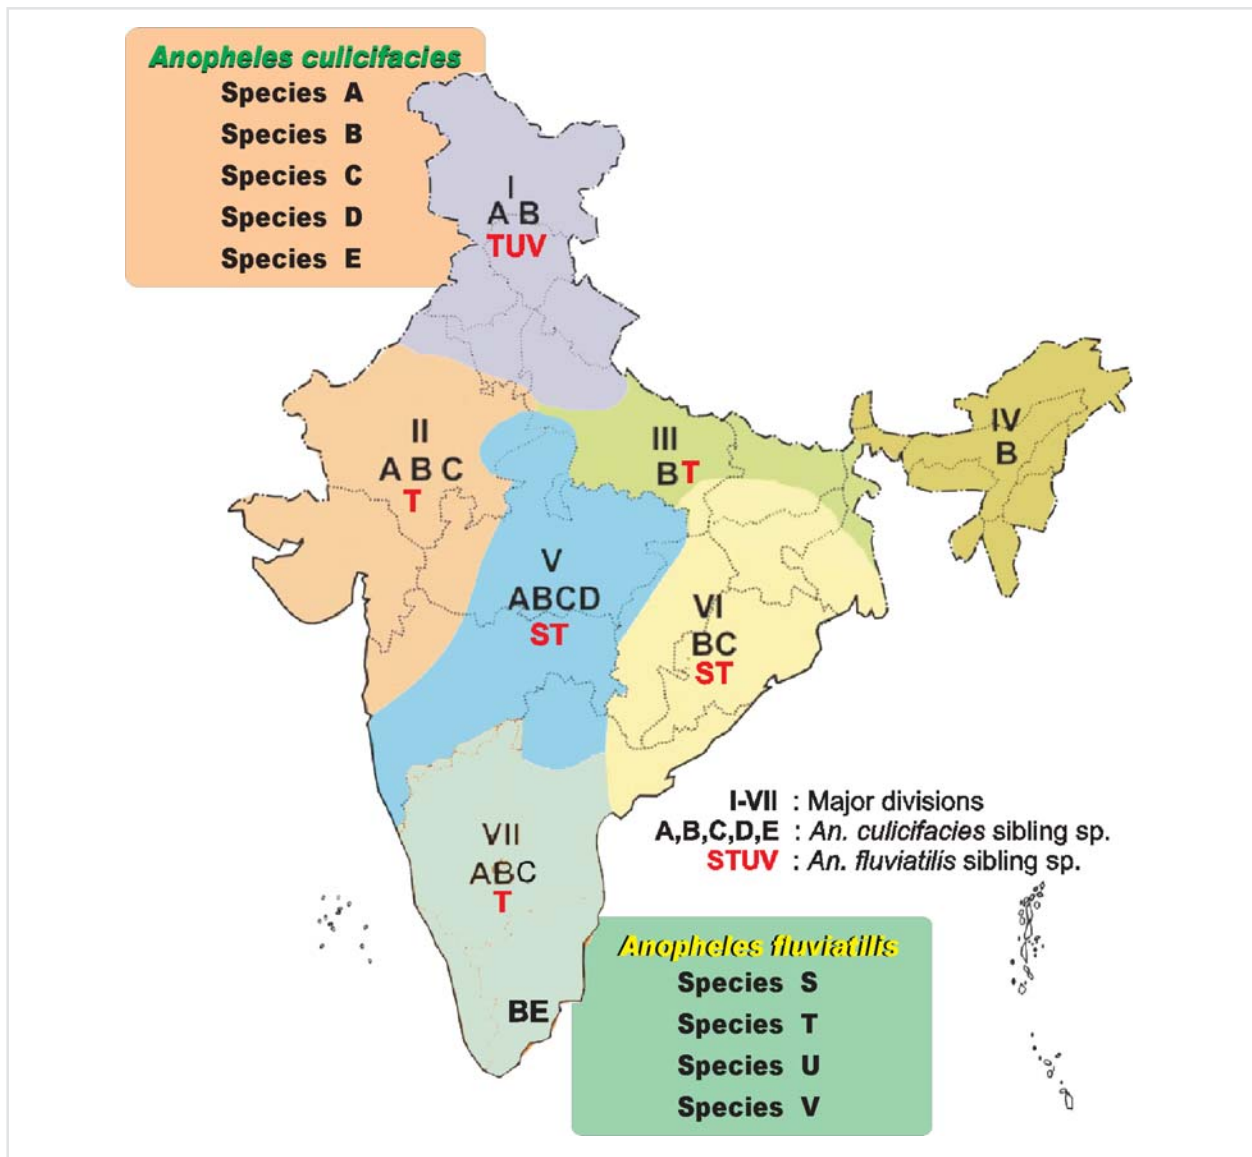 Anopheles culicifacies
Species A
Species B
Species C
Species D
Species E
I
A B
TUV
II
A B C
T
III
B T
IV
B
V
ABCD
ST
VI
BC
ST
VII
ABC
T
BE
I-VII : Major divisions
A,B,C,D,E : An. culicifacies sibling sp.
STUV : An. fluviatilis sibling sp.
Anopheles fluviatilis
Species S
Species T
Species U
Species V